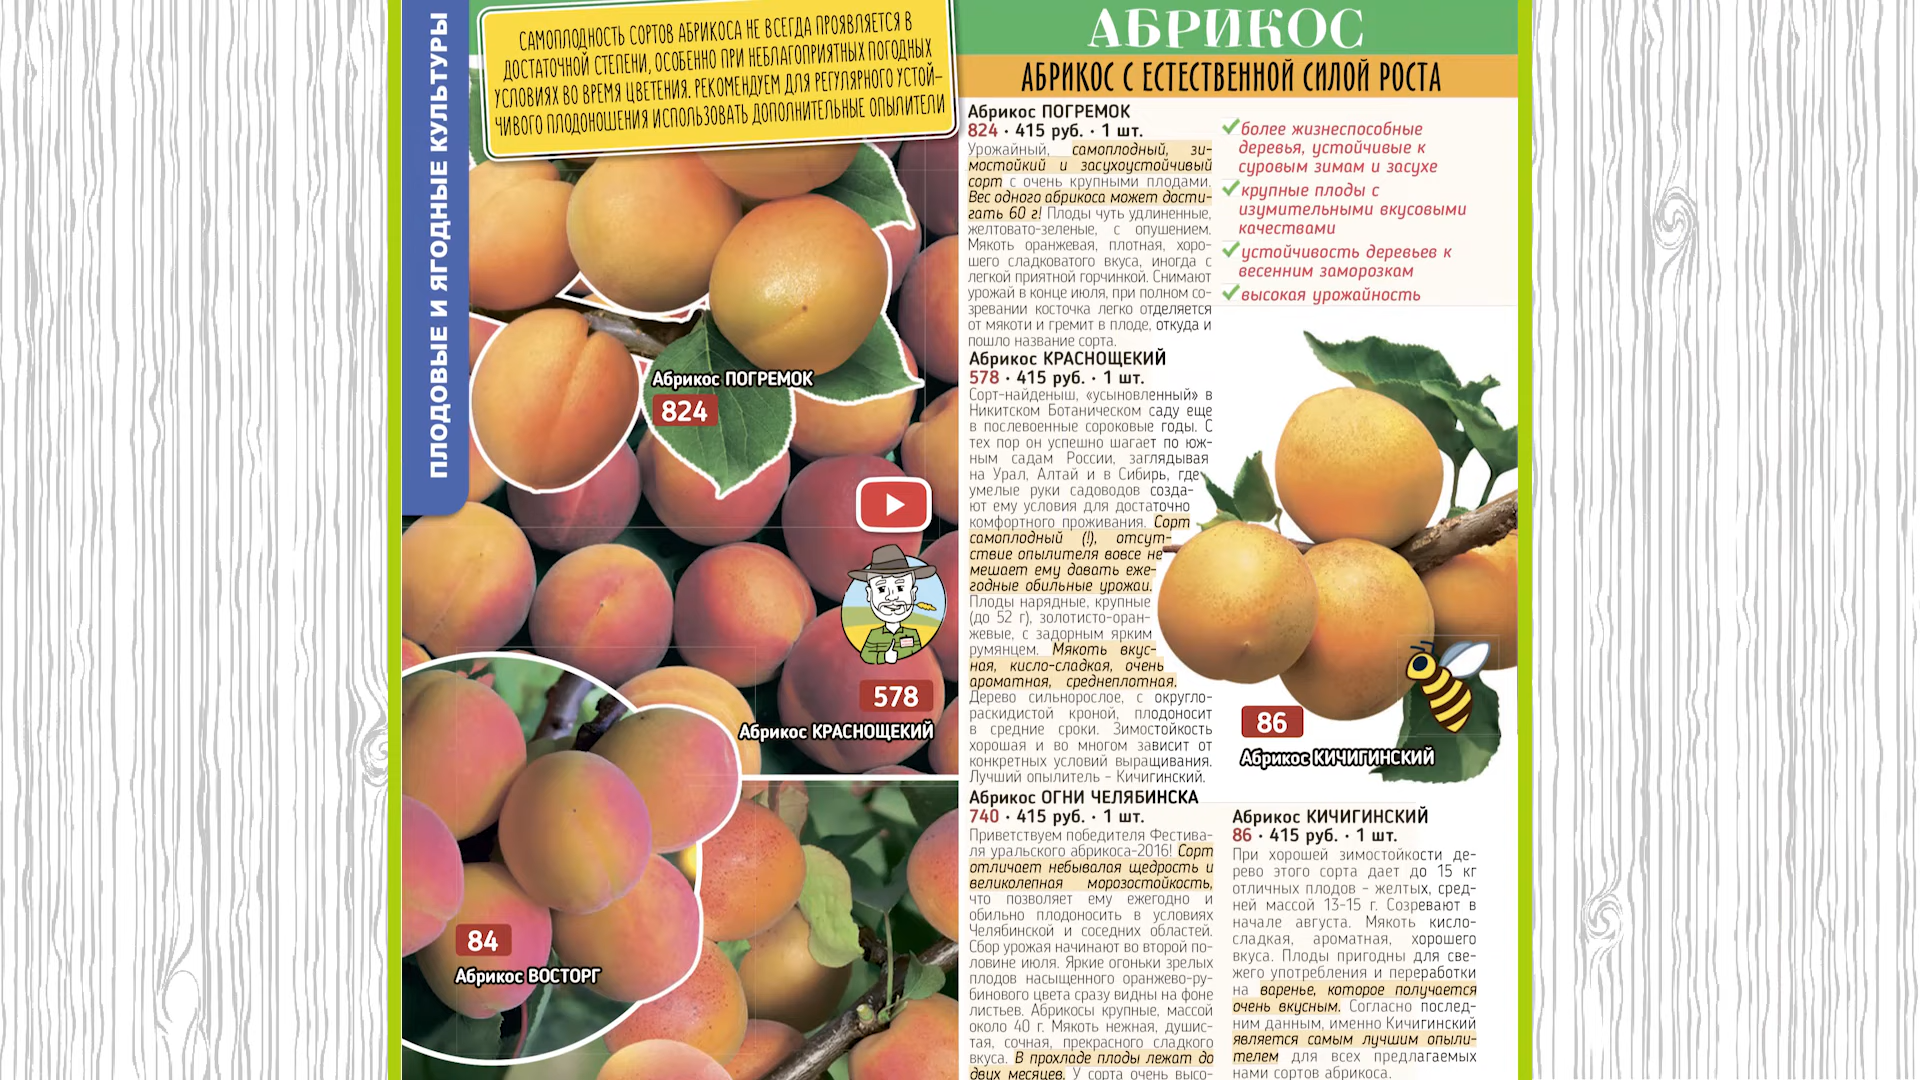 ПЛОДОВЫЕ И ЯГОДНЫЕ КУЛЬТУРЫ
САМОПЛОДНОСТЬ СОРТОВ АБРИКОСА НЕ ВСЕГДА ПРОЯВЛЯЕТСЯ В
ДОСТАТОЧНОЙ СТЕПЕНИ, ОСОБЕННО ПРИ НЕБЛАГОПРИЯТНЫХ ПОГОДНЫХ
УСЛОВИЯХ ВО ВРЕМЯ ЦВЕТЕНИЯ. РЕКОМЕНДУЕМ ДЛЯ РЕГУЛЯРНОГО УСТОЙ-
ЧИВОГО ПЛОДОНОШЕНИЯ ИСПОЛЬЗОВАТЬ ДОПОЛНИТЕЛЬНЫЕ ОПЫЛИТЕЛИ
Абрикос ПОГРЕМОК
824
578
Абрикос КРАСНОЩЕКИЙ
84
Абрикос ВОСТОРГ
АБРИКОС
АБРИКОС С ЕСТЕСТВЕННОЙ СИЛОЙ РОСТА
Абрикос ПОГРЕМОК
824 · 415 руб. · 1 шт.
Урожайный, самоплодный, зи-
мостойкий и засухоустойчивый
сорт с очень крупными плодами.
Вес одного абрикоса может дости-
гать 60 г! Плоды чуть удлиненные,
желтовато-зеленые, с опушением.
Мякоть оранжевая, плотная, хоро-
шего сладковатого вкуса, иногда с
легкой приятной горчинкой. Снимают
урожай в конце июля, при полном со-
зревании косточка легко отделяется
от мякоти и гремит в плоде, откуда и
пошло название сорта.
Абрикос КРАСНОЩЕКИЙ
578 · 415 руб. · 1 шт.
Сорт-найденыш, «усыновленный» в
Никитском Ботаническом саду еще
в послевоенные сороковые годы. С
тех пор он успешно шагает по юж-
ным садам России, заглядывая
на Урал, Алтай и в Сибирь, где
умелые руки садоводов созда-
ют ему условия для достаточно
комфортного проживания. Сорт
самоплодный (!), отсут-
ствие опылителя вовсе не
мешает ему давать еже-
годные обильные урожаи.
Плоды нарядные, крупные
(до 52 г), золотисто-оран-
жевые, с задорным ярким
румянцем. Мякоть вкус-
ная, кисло-сладкая, очень
ароматная, среднеплотная.
Дерево сильнорослое, с округло-
раскидистой кроной, плодоносит
в средние сроки. Зимостойкость
хорошая и во многом зависит от
конкретных условий выращивания.
Лучший опылитель – Кичигинский.
Абрикос ОГНИ ЧЕЛЯБИНСКА
740 · 415 руб. · 1 шт.
Приветствуем победителя Фестива-
ля уральского абрикоса-2016! Сорт
отличает небывалая щедрость и
великолепная морозостойкость,
что позволяет ему ежегодно и
обильно плодоносить в условиях
Челябинской и соседних областей.
Сбор урожая начинают во второй по-
ловине июля. Яркие огоньки зрелых
плодов насыщенного оранжево-ру-
бинового цвета сразу видны на фоне
листьев. Абрикосы крупные, массой
около 40 г. Мякоть нежная, душис-
тая, сочная, прекрасного сладкого
вкуса. В прохладе плоды лежат до
двух месяцев. У сорта очень высо-
более жизнеспособные
деревья, устойчивые к
суровым зимам и засухе
крупные плоды с
изумительными вкусовыми
качествами
устойчивость деревьев к
весенним заморозкам
высокая урожайность
86
Абрикос КИЧИГИНСКИЙ
Абрикос КИЧИГИНСКИЙ
86 · 415 руб. · 1 шт.
При хорошей зимостойкости де-
рево этого сорта дает до 15 кг
отличных плодов – желтых, сред-
ней массой 13-15 г. Созревают в
начале августа. Мякоть кисло-
сладкая, ароматная, хорошего
вкуса. Плоды пригодны для све-
жего употребления и переработки
на варенье, которое получается
очень вкусным. Согласно послед-
ним данным, именно Кичигинский
является самым лучшим опыли-
телем для всех предлагаемых
нами сортов абрикоса.